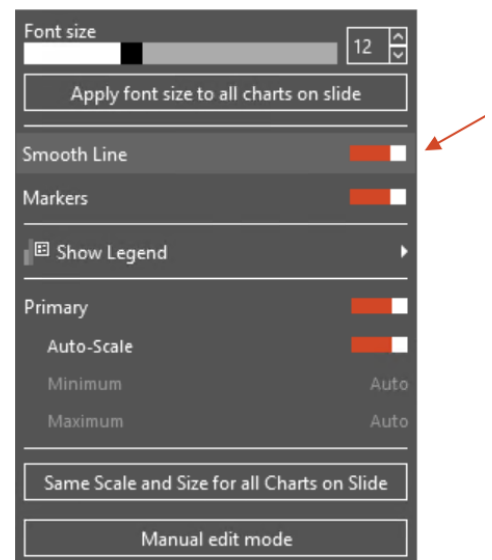 Font size
12
Apply font size to all charts on slide
Smooth Line
Markers
Show Legend
Primary
Auto-Scale
Minimum Auto
Maximum Auto
Same Scale and Size for all Charts on Slide
Manual edit mode